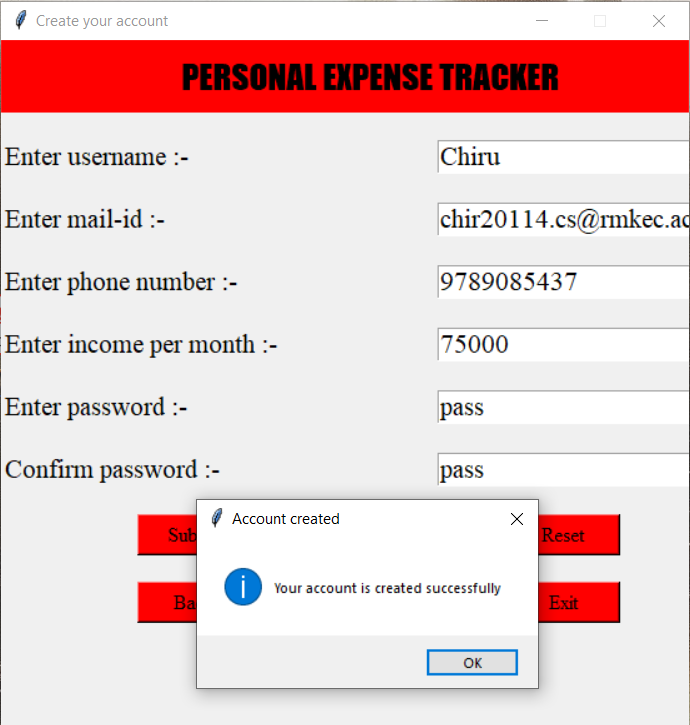 Create your account
PERSONAL EXPENSE TRACKER
Enter username :- Chiru
Enter mail-id :- chir20114.cs@rmkec.ac
Enter phone number :- 9789085437
Enter income per month :- 75000
Enter password :- pass
Confirm password :- pass
Sub Reset
Ba Exit
Account created
Your account is created successfully
OK